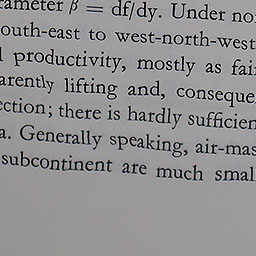 rameter β = df/dy. Under no
outh-east to west-north-west
l productivity, mostly as fai
arently lifting and, conseque
ection; there is hardly sufficien
a. Generally speaking, air-mas
subcontinent are much smal